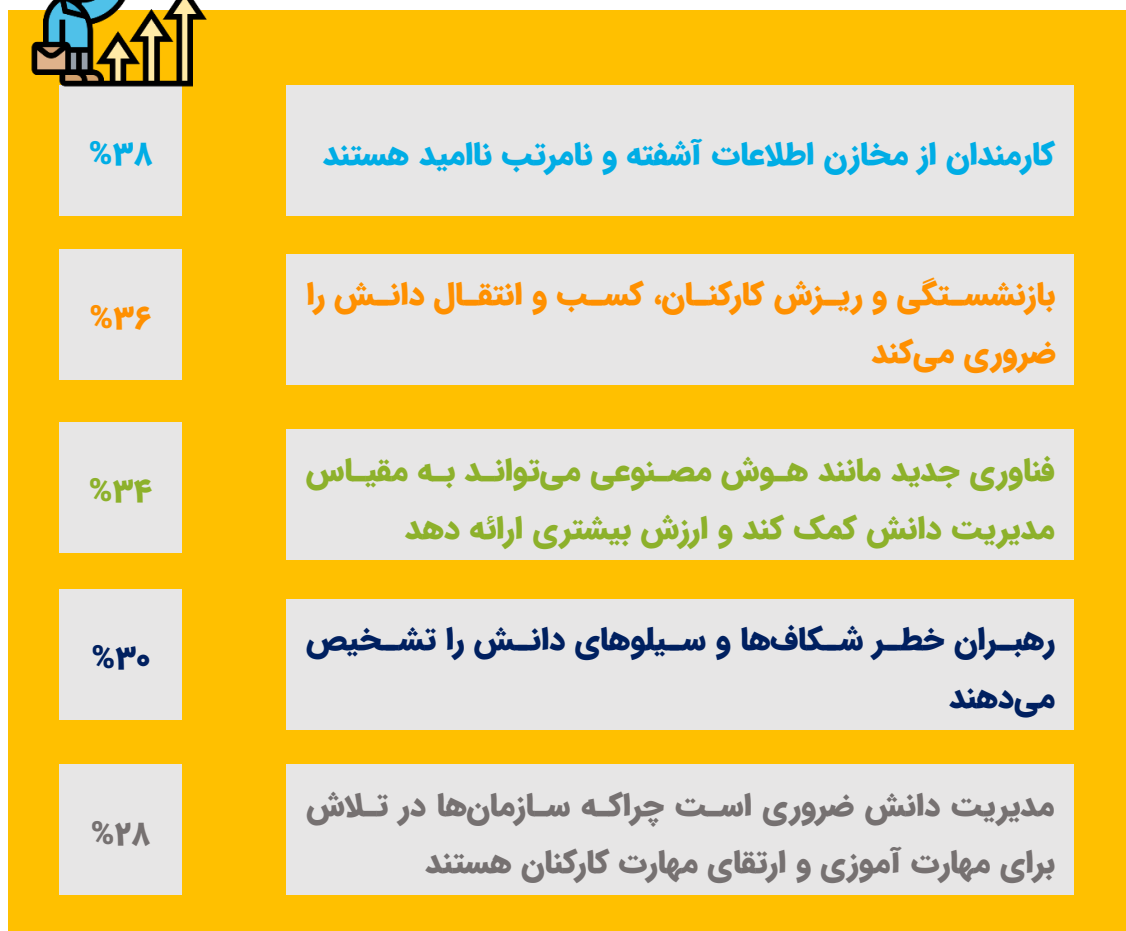 کارمندان از مخازن اطلاعات آشفته و نامرتب ناامید هستند
%۳۸
بازنشستگی و ریزش کارکنان، کسب و انتقال دانش را
ضروری می‌کند
%۳۶
فناوری جدید مانند هوش مصنوعی می‌تواند به مقیاس
مدیریت دانش کمک کند و ارزش بیشتری ارائه دهد
%۳۴
رهبران خطر شکاف‌ها و سیلوهای دانش را تشخیص
می‌دهند
%۳۰
مدیریت دانش ضروری است چراکه سازمان‌ها در تلاش
برای مهارت آموزی و ارتقای مهارت کارکنان هستند
%۲۸